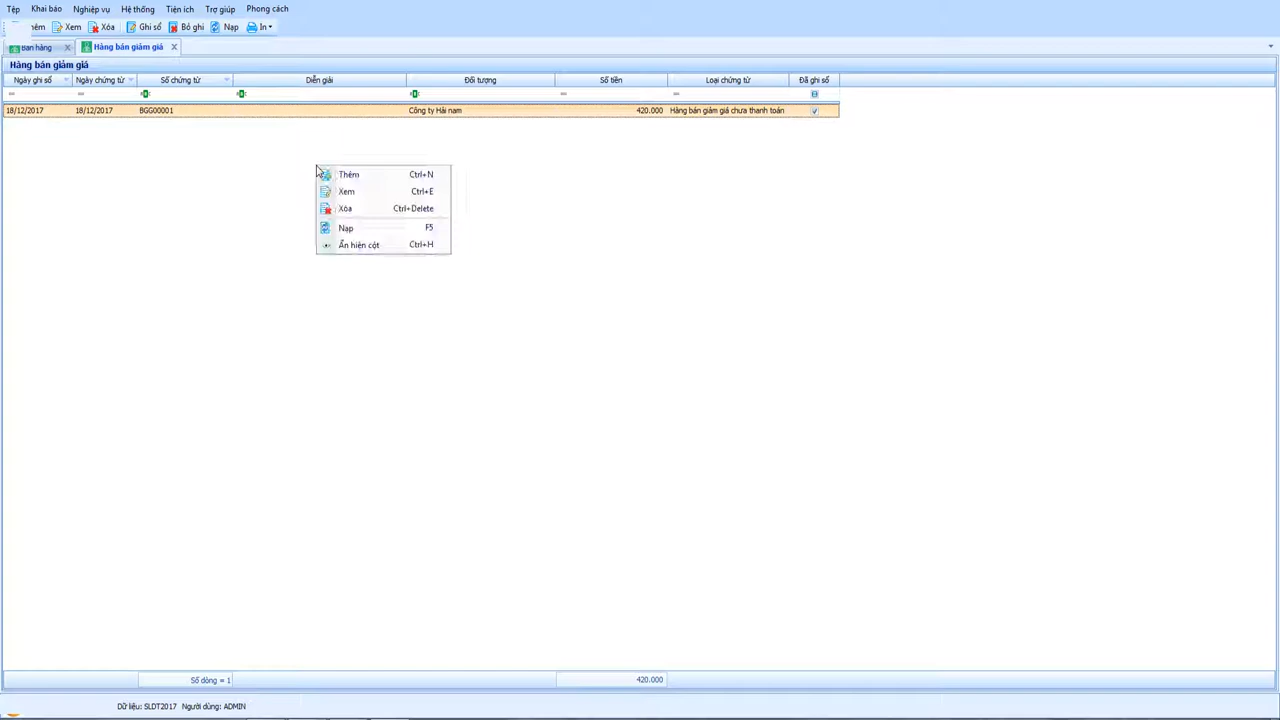 Tệp Khai báo Nghiệp vụ Hệ thống Tiện ích Trợ giúp Phong cách
Xem Xóa Ghi sổ Bỏ ghi Nạp In
Bán hàng Hàng bán giảm giá
Hàng bán giảm giá
Ngày ghi sổ Ngày chứng từ Số chứng từ Diễn giải Đối tượng Số tiền Loại chứng từ Đã ghi sổ
18/12/2017 18/12/2017 BGG00001 Công ty Hải nam 420.000 Hàng bán giảm giá chưa thanh toán
Thêm Ctrl+N
Xem Ctrl+E
Xóa Ctrl+Delete
Nạp F5
Ẩn hiện cột Ctrl+H
Số dòng = 1 420.000
Dữ liệu: SLDT2017 Người dùng: ADMIN